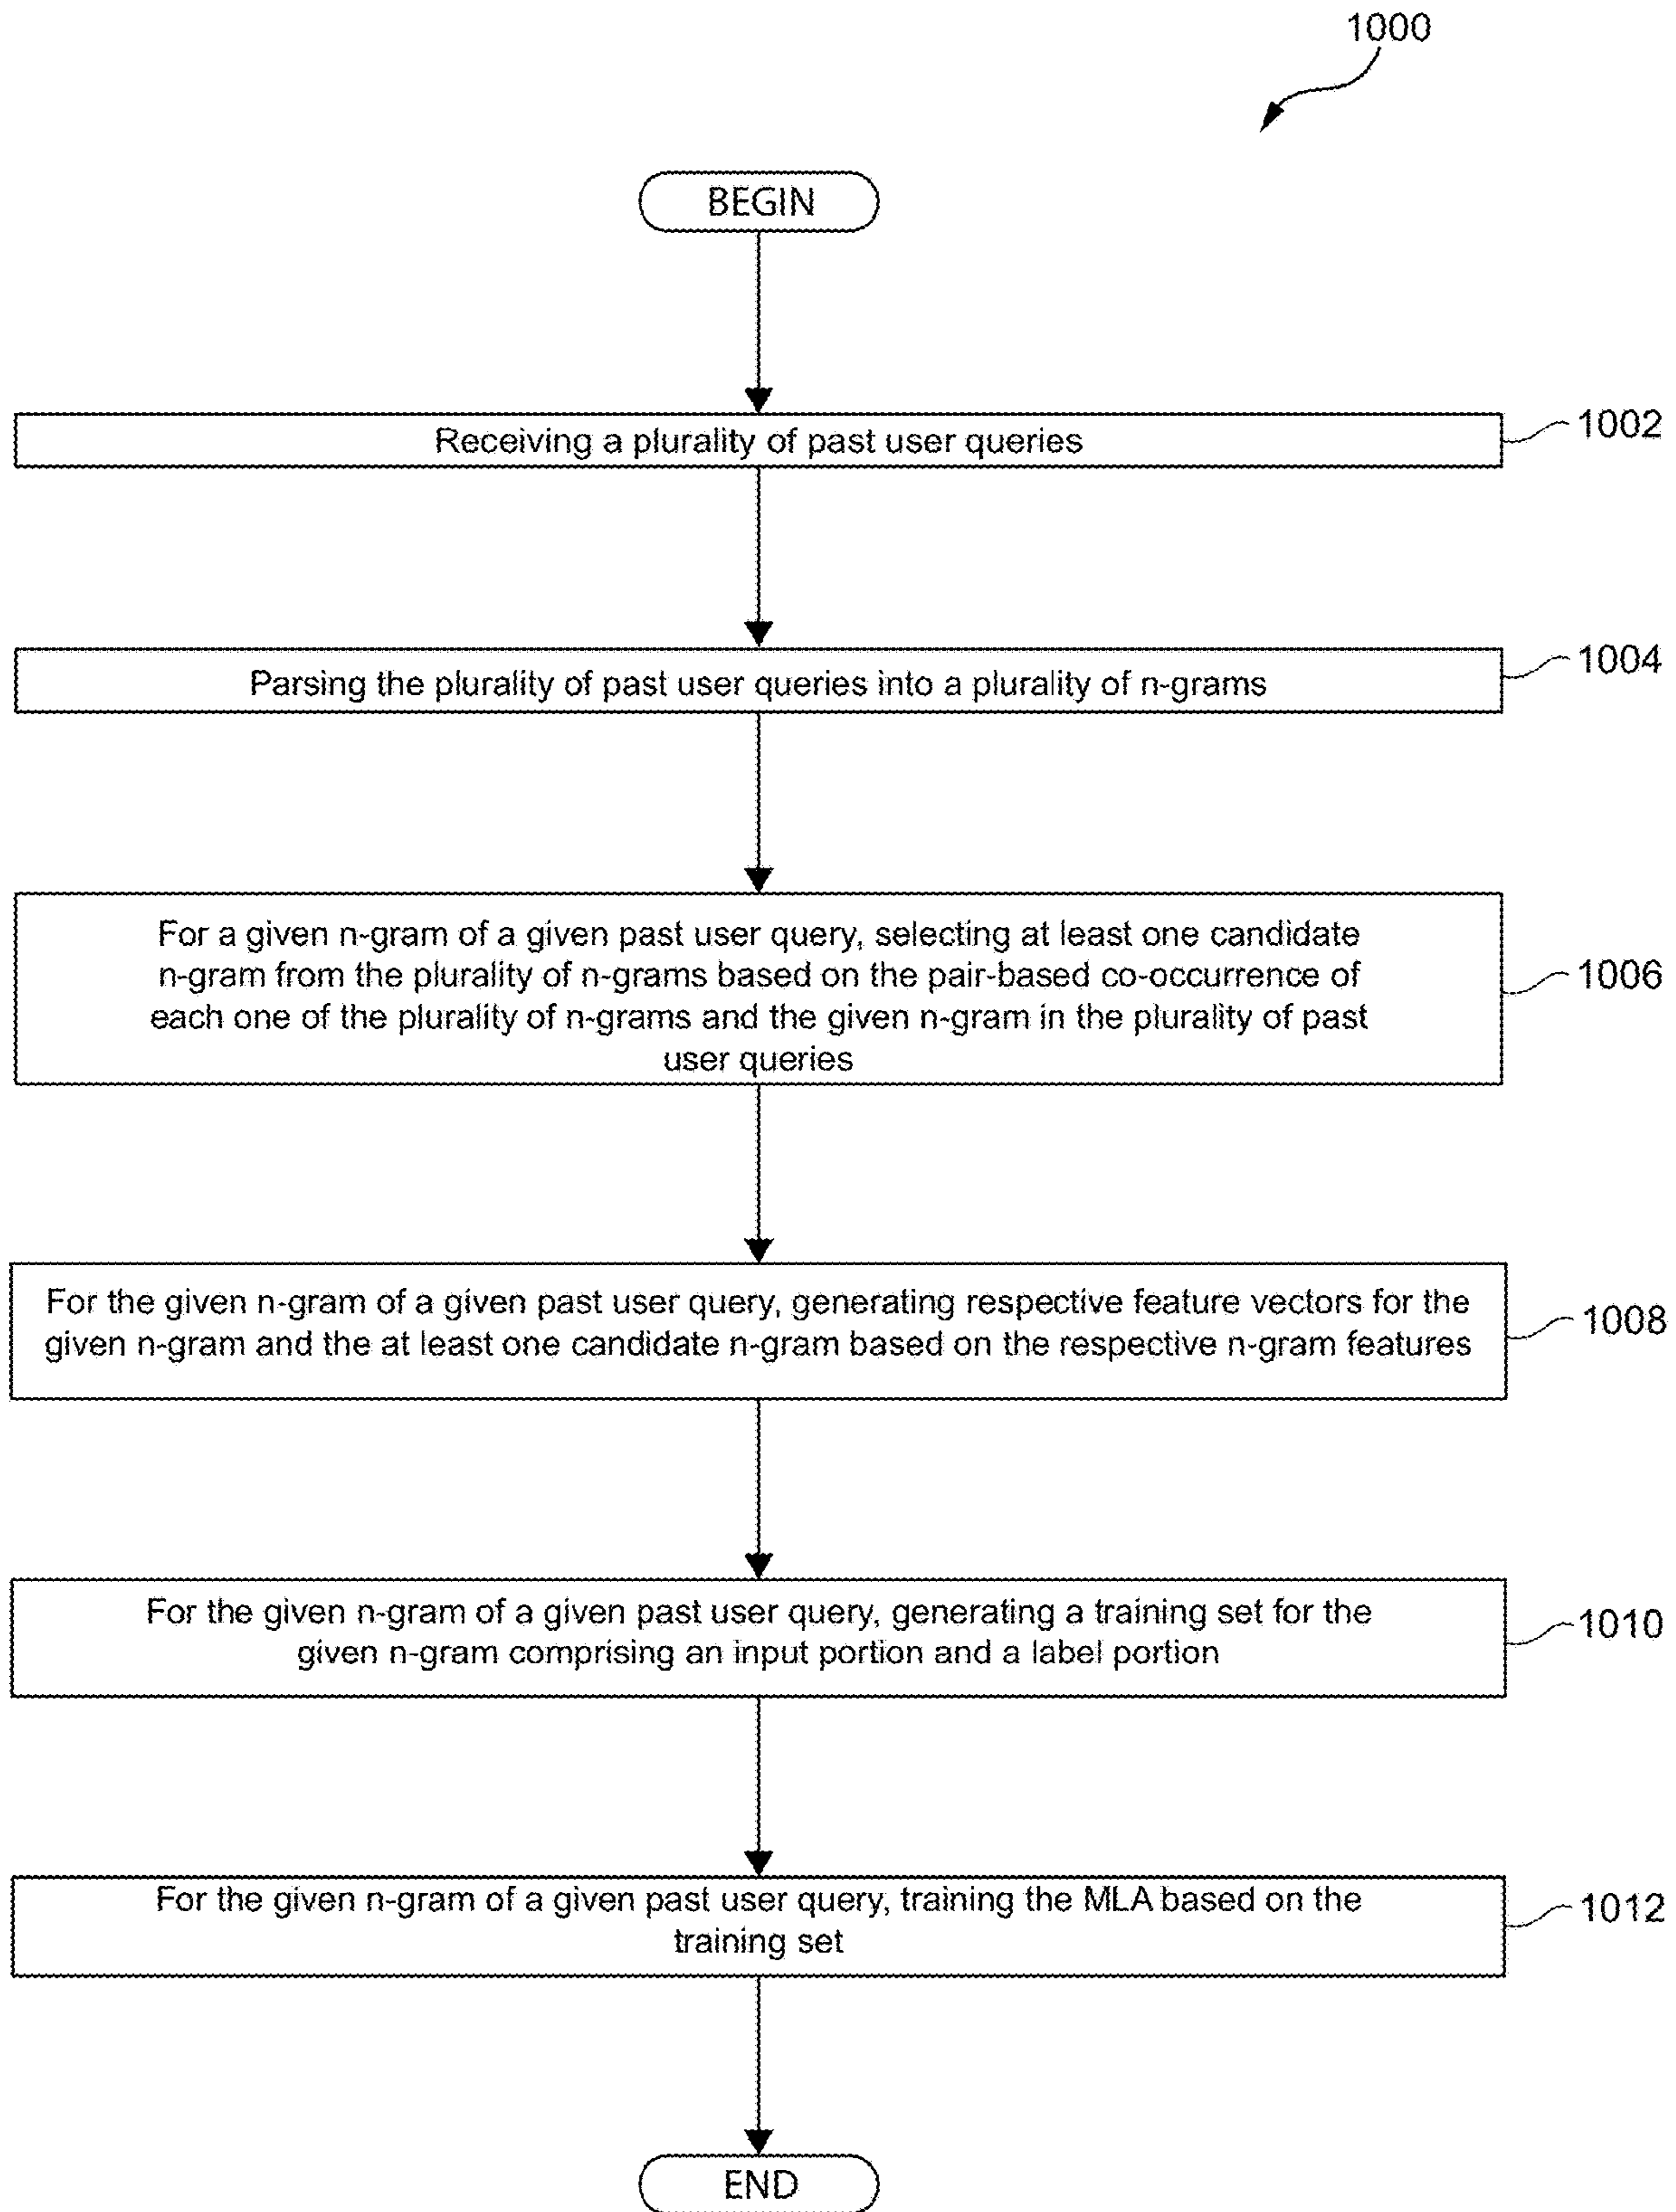 1000
BEGIN
Receiving a plurality of past user queries
1002
Parsing the plurality of past user queries into a plurality of n-grams
1004
For a given n-gram of a given past user query, selecting at least one candidate
n-gram from the plurality of n-grams based on the pair-based co-occurrence of
each one of the plurality of n-grams and the given n-gram in the plurality of past
user queries
1006
For the given n-gram of a given past user query, generating respective feature vectors for the
given n-gram and the at least one candidate n-gram based on the respective n-gram features
1008
For the given n-gram of a given past user query, generating a training set for the
given n-gram comprising an input portion and a label portion
1010
For the given n-gram of a given past user query, training the MLA based on the
training set
1012
END